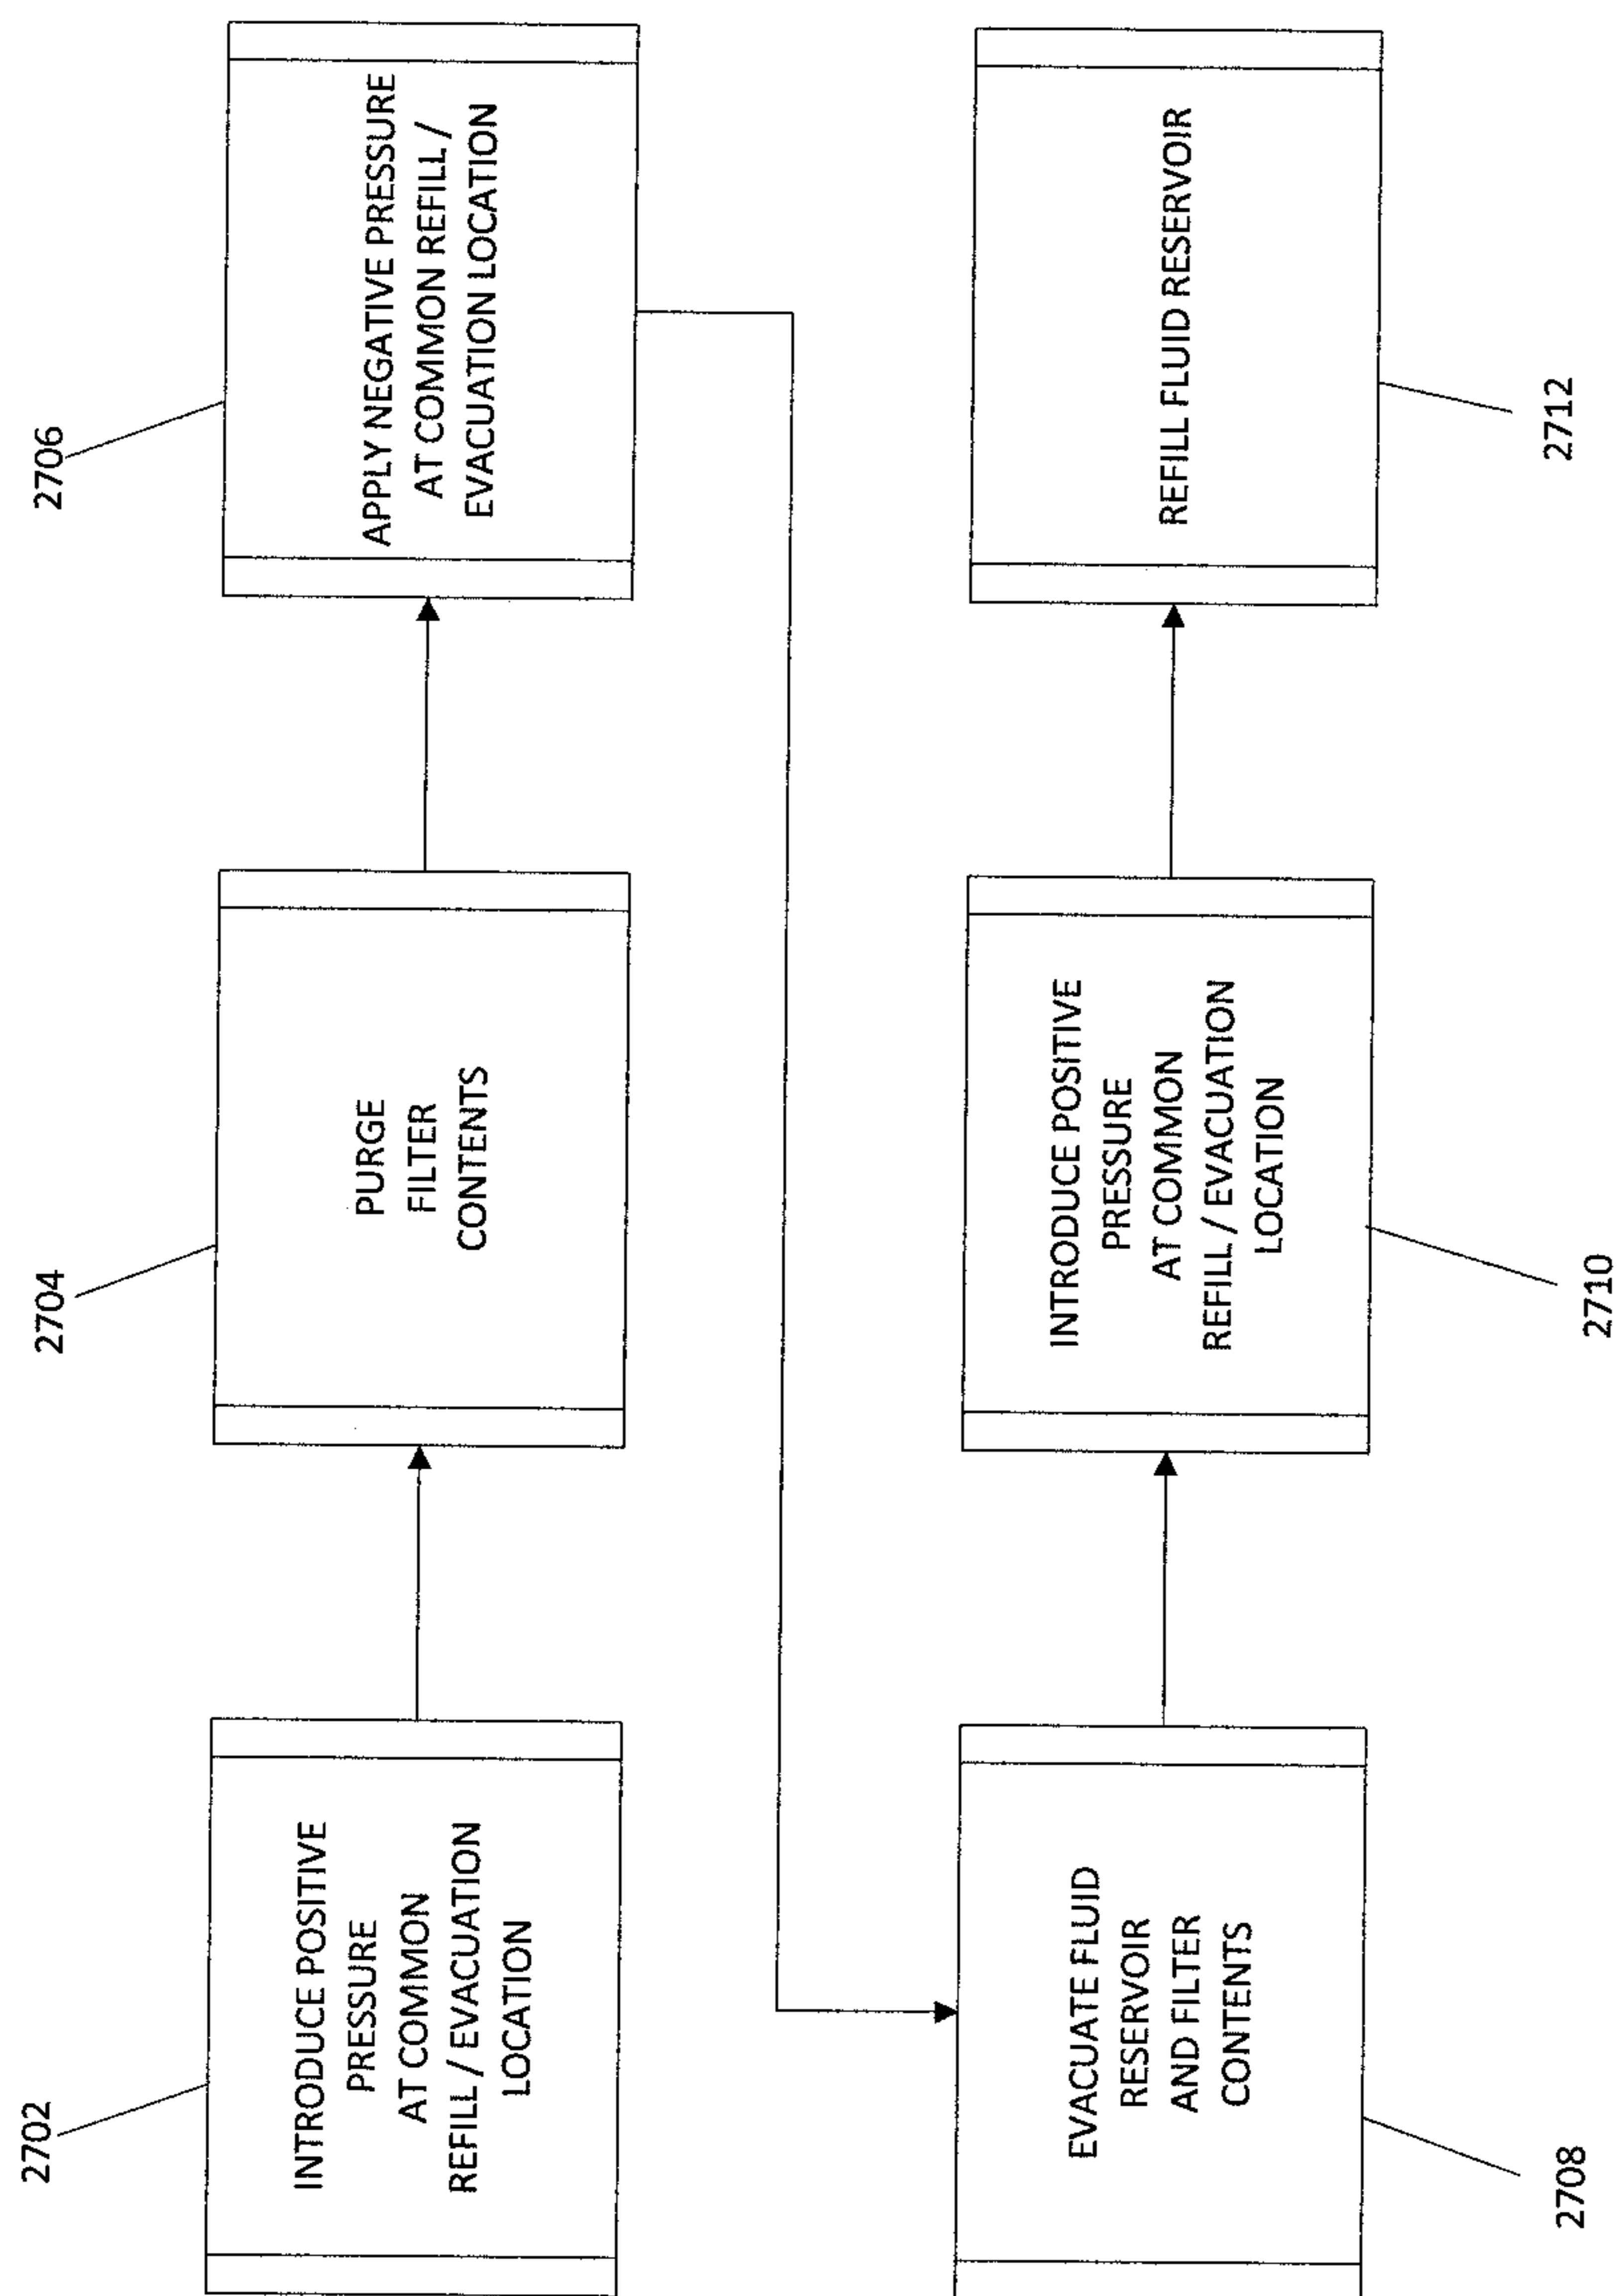 2702
INTRODUCE POSITIVE
PRESSURE
AT COMMON
REFILL / EVACUATION
LOCATION
2704
PURGE
FILTER
CONTENTS
2706
APPLY NEGATIVE PRESSURE
AT COMMON REFILL /
EVACUATION LOCATION
EVACUATE FLUID
RESERVOIR
AND FILTER
CONTENTS
2708
INTRODUCE POSITIVE
PRESSURE
AT COMMON
REFILL / EVACUATION
LOCATION
2710
REFILL FLUID RESERVOIR
2712